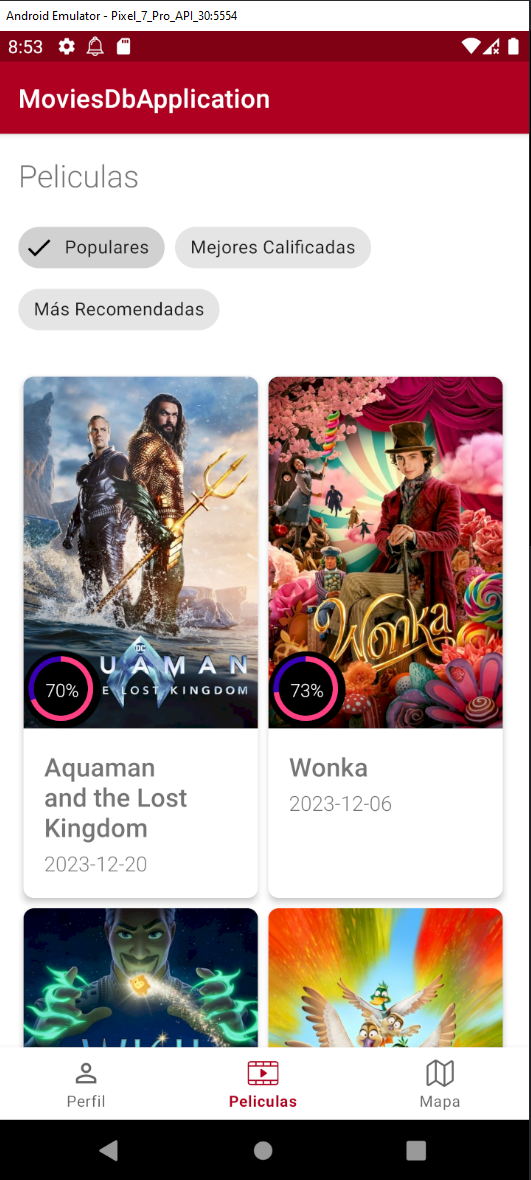 Android Emulator - Pixel_7_Pro_API_30:5554
8:53
MoviesDbApplication
Peliculas
Populares
Mejores Calificadas
Más Recomendadas
DC
UAMAN
E LOST KINGDOM
70%
Wonka
73%
Aquaman
and the Lost
Kingdom
2023-12-20
Wonka
2023-12-06
WISH
Perfil
Peliculas
Mapa